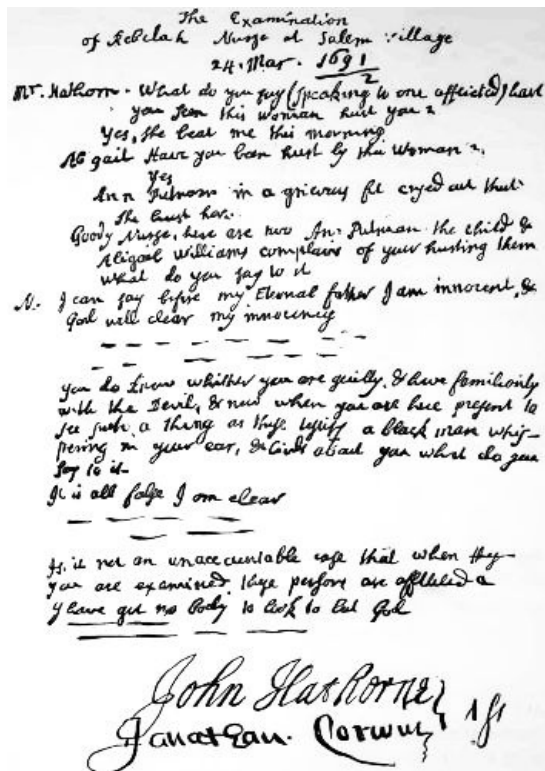 The Examination
of Rebekah Nurse at Salem Village
24. Mar. 1691/2
Mr. Hathorn. What do you say (speaking to one afflicted) have
you seen this woman hurt you?
Yes, she beat me this morning
Abigail Have you been hurt by this woman?
Yes
Ann Putnam in a grievous fit cryed out that
she hurt her.
Goody Nurse, here are two An: Putnam the child &
Abigail Williams complains of your hurting them
What do you say to it
N. I can say before my Eternal father I am innocent, &
God will clear my innocency
You do know whither you are guilty, & have familiarity
with the Devil, & now when you are here present to
see such a thing as these testify a black man whis-
pering in your ear, & birds about you what do you
say to it
It is all false I am clear
Is it not an unaccountable case that when
you are examined these persons are afflicted
I have got no body to look to but God
John Hathorne
Jonathan. Corwin